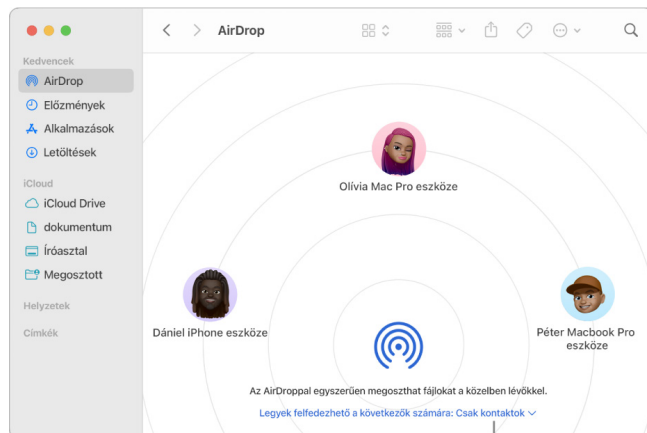 AirDrop
Kedvencek
AirDrop
Előzmények
Alkalmazások
Letöltések
iCloud
iCloud Drive
dokumentum
Íróasztal
Megosztott
Helyzetek
Címkék
Olívia Mac Pro eszköze
Dániel iPhone eszköze
Péter Macbook Pro
eszköze
Az AirDroppal egyszerűen megoszthat fájlokat a közelben lévőkkel.
Legyek felfedezhető a következők számára: Csak kontaktok